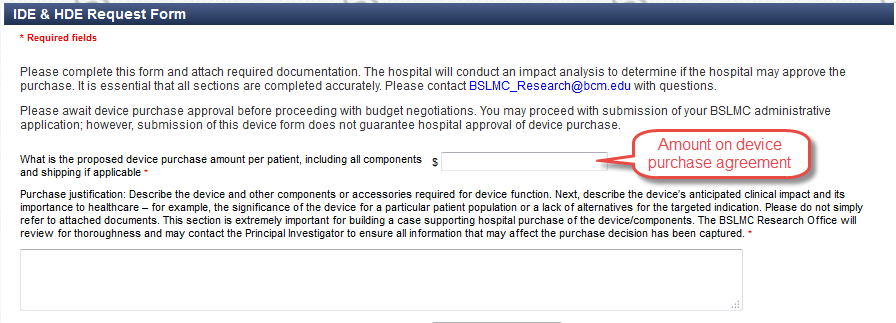 IDE & HDE Request Form
* Required fields
Please complete this form and attach required documentation. The hospital will conduct an impact analysis to determine if the hospital may approve the
purchase. It is essential that all sections are completed accurately. Please contact BSLMC_Research@bcm.edu with questions.
Please await device purchase approval before proceeding with budget negotiations. You may proceed with submission of your BSLMC administrative
application; however, submission of this device form does not guarantee hospital approval of device purchase.
What is the proposed device purchase amount per patient, including all components
and shipping if applicable *
$
Amount on device
purchase agreement
Purchase justification: Describe the device and other components or accessories required for device function. Next, describe the device's anticipated clinical impact and its
importance to healthcare – for example, the significance of the device for a particular patient population or a lack of alternatives for the targeted indication. Please do not simply
refer to attached documents. This section is extremely important for building a case supporting hospital purchase of the device/components. The BSLMC Research Office will
review for thoroughness and may contact the Principal Investigator to ensure all information that may affect the purchase decision has been captured. *